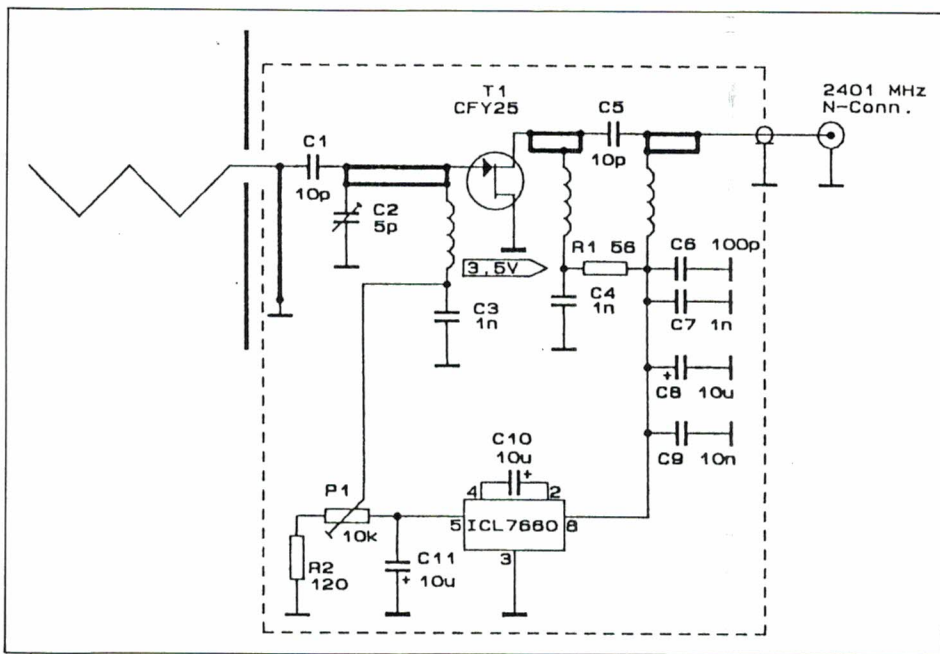 2401 MHz
N-Conn.
T1
CFY25
C5
10p
C1
10p
C2
5p
R1 56
C6 100p
3,5V
C4
1n
C7 1n
C3
1n
C8 10u
+
C9 10n
C10
10u
+
4
2
P1
10k
5
ICL7660
8
3
C11
10u
+
R2
120